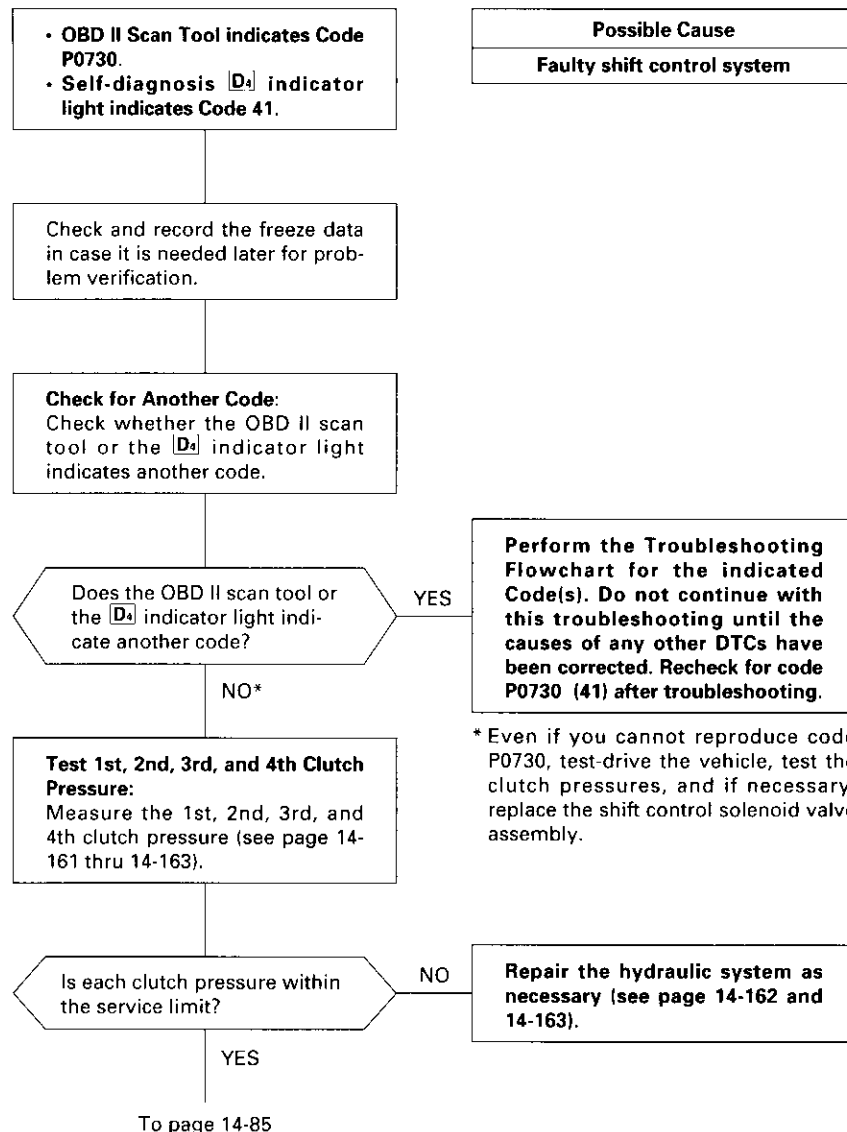 • OBD II Scan Tool indicates Code
P0730.
• Self-diagnosis D4 indicator
light indicates Code 41.
Possible Cause
Faulty shift control system
Check and record the freeze data
in case it is needed later for prob-
lem verification.
Check for Another Code:
Check whether the OBD II scan
tool or the D4 indicator light
indicates another code.
Does the OBD II scan tool or
the D4 indicator light indi-
cate another code?
YES
Perform the Troubleshooting
Flowchart for the indicated
Code(s). Do not continue with
this troubleshooting until the
causes of any other DTCs have
been corrected. Recheck for code
P0730 (41) after troubleshooting.
NO*
* Even if you cannot reproduce code
P0730, test-drive the vehicle, test the
clutch pressures, and if necessary
replace the shift control solenoid valve
assembly.
Test 1st, 2nd, 3rd, and 4th Clutch
Pressure:
Measure the 1st, 2nd, 3rd, and
4th clutch pressure (see page 14-
161 thru 14-163).
Is each clutch pressure within
the service limit?
NO
Repair the hydraulic system as
necessary (see page 14-162 and
14-163).
YES
To page 14-85